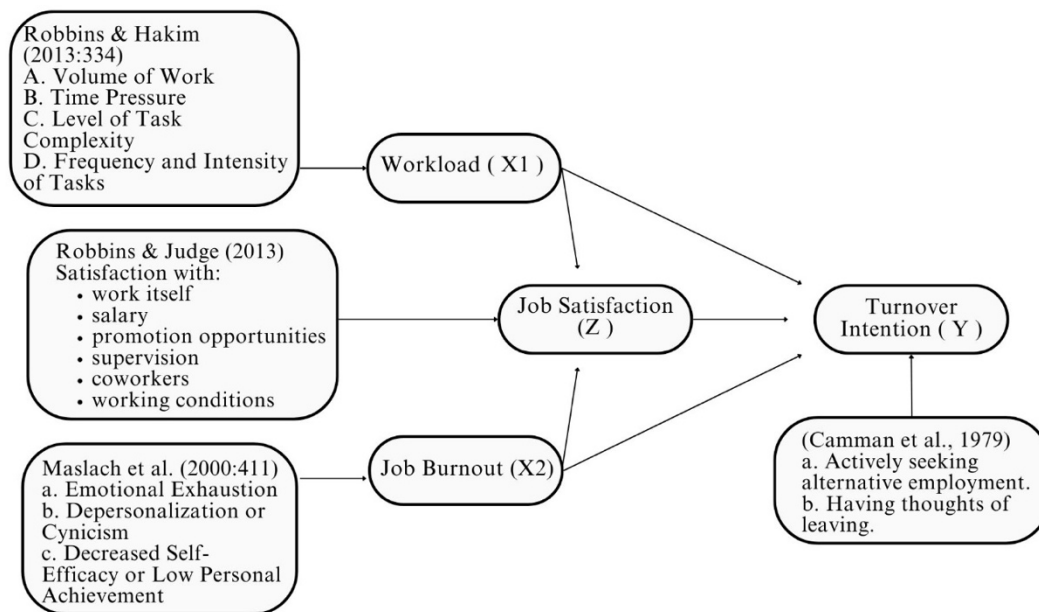 Robbins & Hakim
(2013:334)
A. Volume of Work
B. Time Pressure
C. Level of Task
Complexity
D. Frequency and Intensity
of Tasks
Workload ( X1 )
Robbins & Judge (2013)
Satisfaction with:
• work itself
• salary
• promotion opportunities
• supervision
• coworkers
• working conditions
Job Satisfaction
(Z )
Turnover
Intention ( Y )
Maslach et al. (2000:411)
a. Emotional Exhaustion
b. Depersonalization or
Cynicism
c. Decreased Self-
Efficacy or Low Personal
Achievement
Job Burnout (X2)
(Camman et al., 1979)
a. Actively seeking
alternative employment.
b. Having thoughts of
leaving.